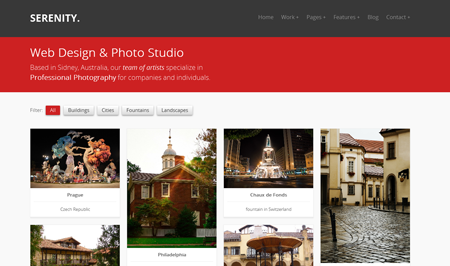 SERENITY.
Home Work + Pages + Features + Blog Contact +
Web Design & Photo Studio
Based in Sidney, Australia, our team of artists specialize in
Professional Photography for companies and individuals.
Filter: All Buildings Cities Fountains Landscapes
Prague
Czech Republic
Chaux de Fonds
fountain in Switzerland
Philadelphia